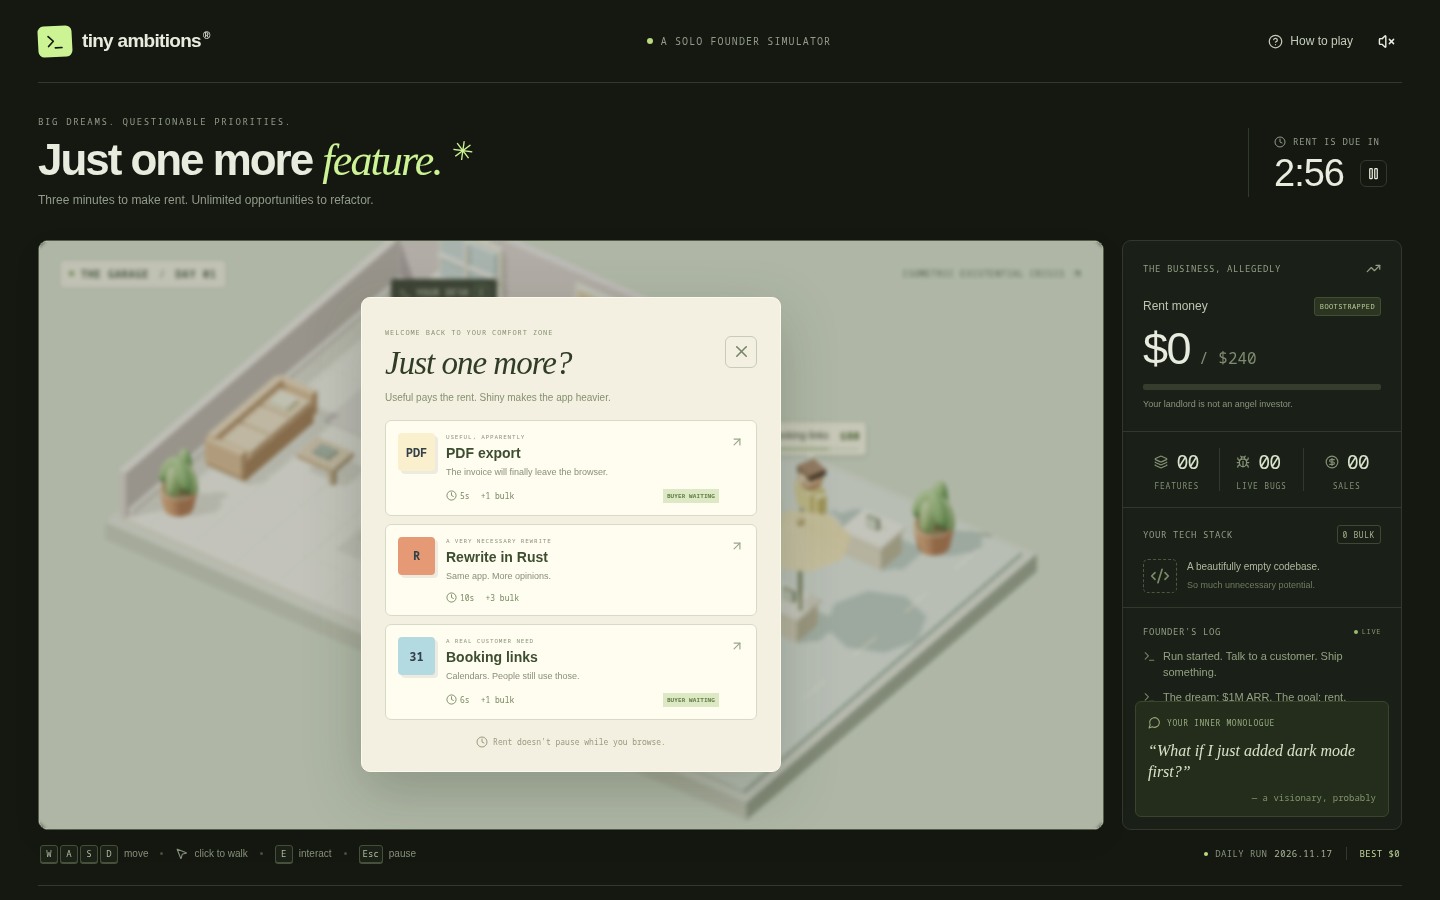 tiny ambitions®
A SOLO FOUNDER SIMULATOR
How to play
BIG DREAMS. QUESTIONABLE PRIORITIES.
Just one more feature.
Three minutes to make rent. Unlimited opportunities to refactor.
RENT IS DUE IN
2:56
THE GARAGE / DAY 01
ISOMETRIC EXISTENTIAL CRISIS
YOUR DESK
WELCOME BACK TO YOUR COMFORT ZONE
Just one more?
Useful pays the rent. Shiny makes the app heavier.
PDF
USEFUL, APPARENTLY
PDF export
The invoice will finally leave the browser.
5s +1 bulk
BUYER WAITING
R
A VERY NECESSARY REWRITE
Rewrite in Rust
Same app. More opinions.
10s +3 bulk
31
A REAL CUSTOMER NEED
Booking links
Calendars. People still use those.
6s +1 bulk
BUYER WAITING
Rent doesn't pause while you browse.
THE BUSINESS, ALLEGEDLY
Rent money
BOOTSTRAPPED
$0 / $240
Your landlord is not an angel investor.
00 00 00
FEATURES LIVE BUGS SALES
YOUR TECH STACK
0 BULK
A beautifully empty codebase.
So much unnecessary potential.
FOUNDER'S LOG
LIVE
Run started. Talk to a customer. Ship
something.
The dream: $1M ARR. The goal: rent.
YOUR INNER MONOLOGUE
“What if I just added dark mode
first?”
— a visionary, probably
W A S D move • click to walk • E interact • Esc pause
DAILY RUN 2026.11.17
BEST $0